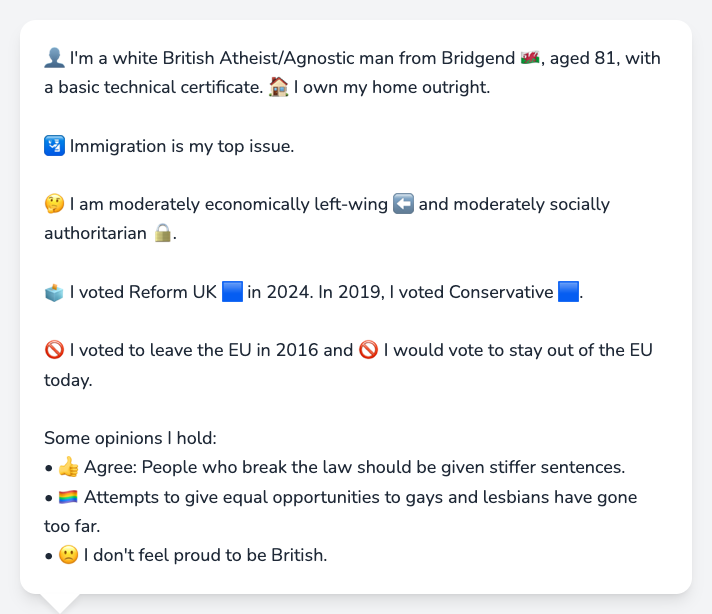 👤 I'm a white British Atheist/Agnostic man from Bridgend 🏴󠁧󠁢󠁷󠁬󠁳󠁿, aged 81, with
a basic technical certificate. 🏠 I own my home outright.
🛂 Immigration is my top issue.
🤔 I am moderately economically left-wing ⬅️ and moderately socially
authoritarian 🔒.
🗳️ I voted Reform UK 🟦 in 2024. In 2019, I voted Conservative 🟦.
🚫 I voted to leave the EU in 2016 and 🚫 I would vote to stay out of the EU
today.
Some opinions I hold:
• 👍 Agree: People who break the law should be given stiffer sentences.
• 🏳️‍🌈 Attempts to give equal opportunities to gays and lesbians have gone
too far.
• 🙁 I don't feel proud to be British.